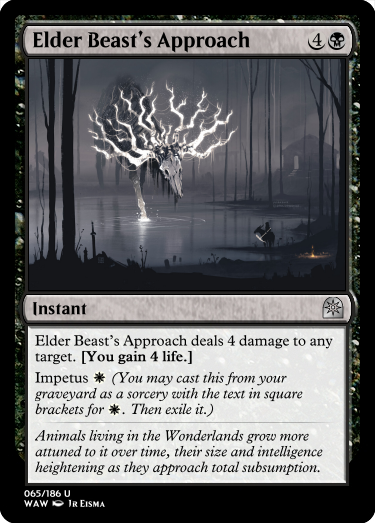 Elder Beast's Approach 4
Instant
Elder Beast's Approach deals 4 damage to any
target. [You gain 4 life.]
Impetus (You may cast this from your
graveyard as a sorcery with the text in square
brackets for . Then exile it.)
Animals living in the Wonderlands grow more
attuned to it over time, their size and intelligence
heightening as they approach total subsumption.
065/186 U
WAW Jr Eisma